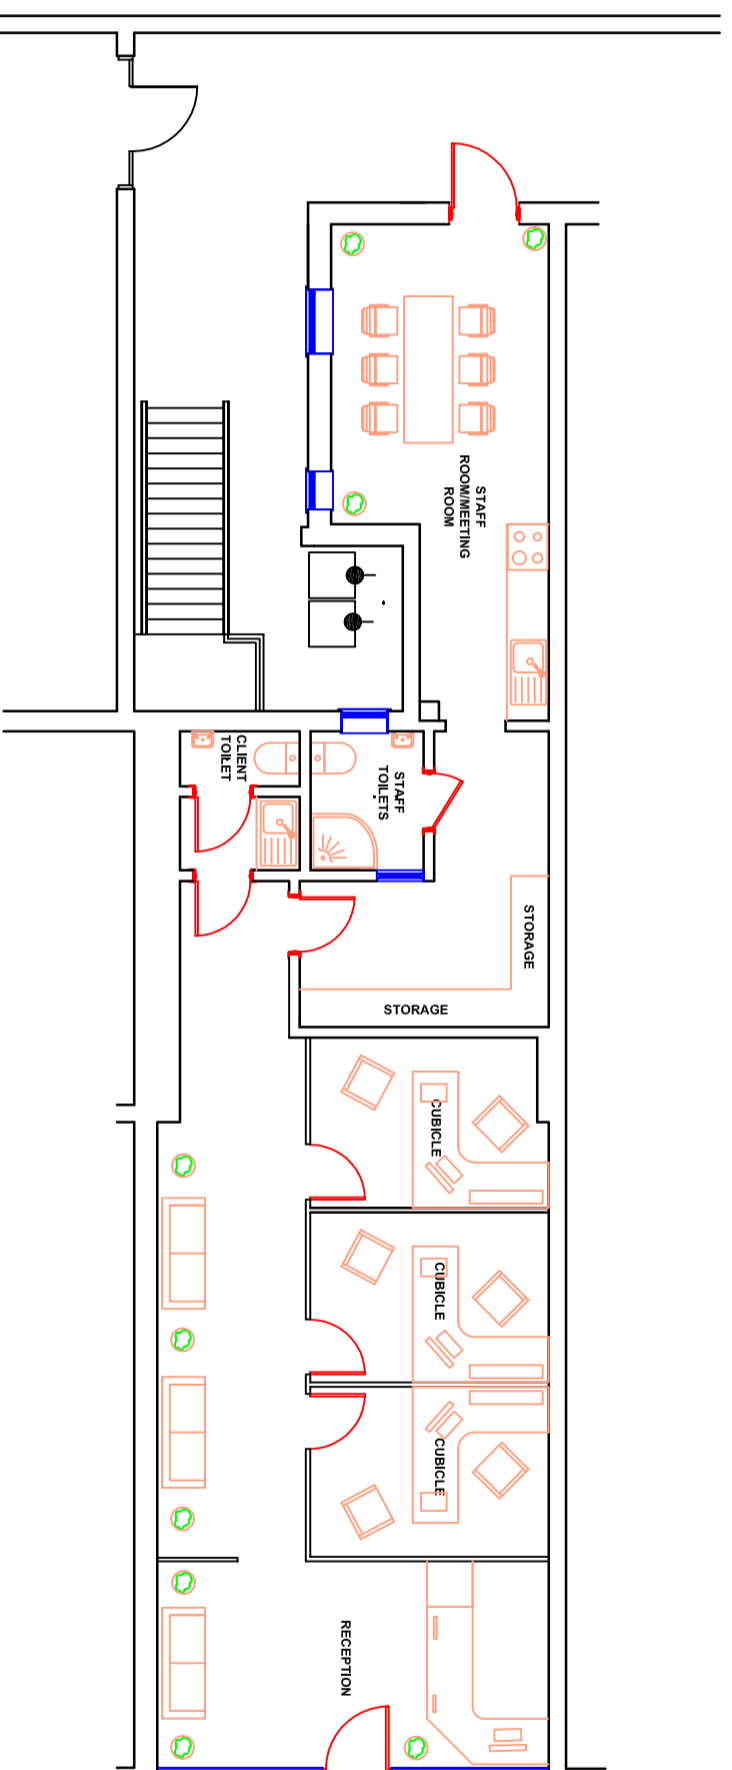 STAFF
ROOM/MEETING
ROOM
CLIENT
TOILET
STAFF
TOILETS
STORAGE
STORAGE
CUBICLE
CUBICLE
CUBICLE
RECEPTION